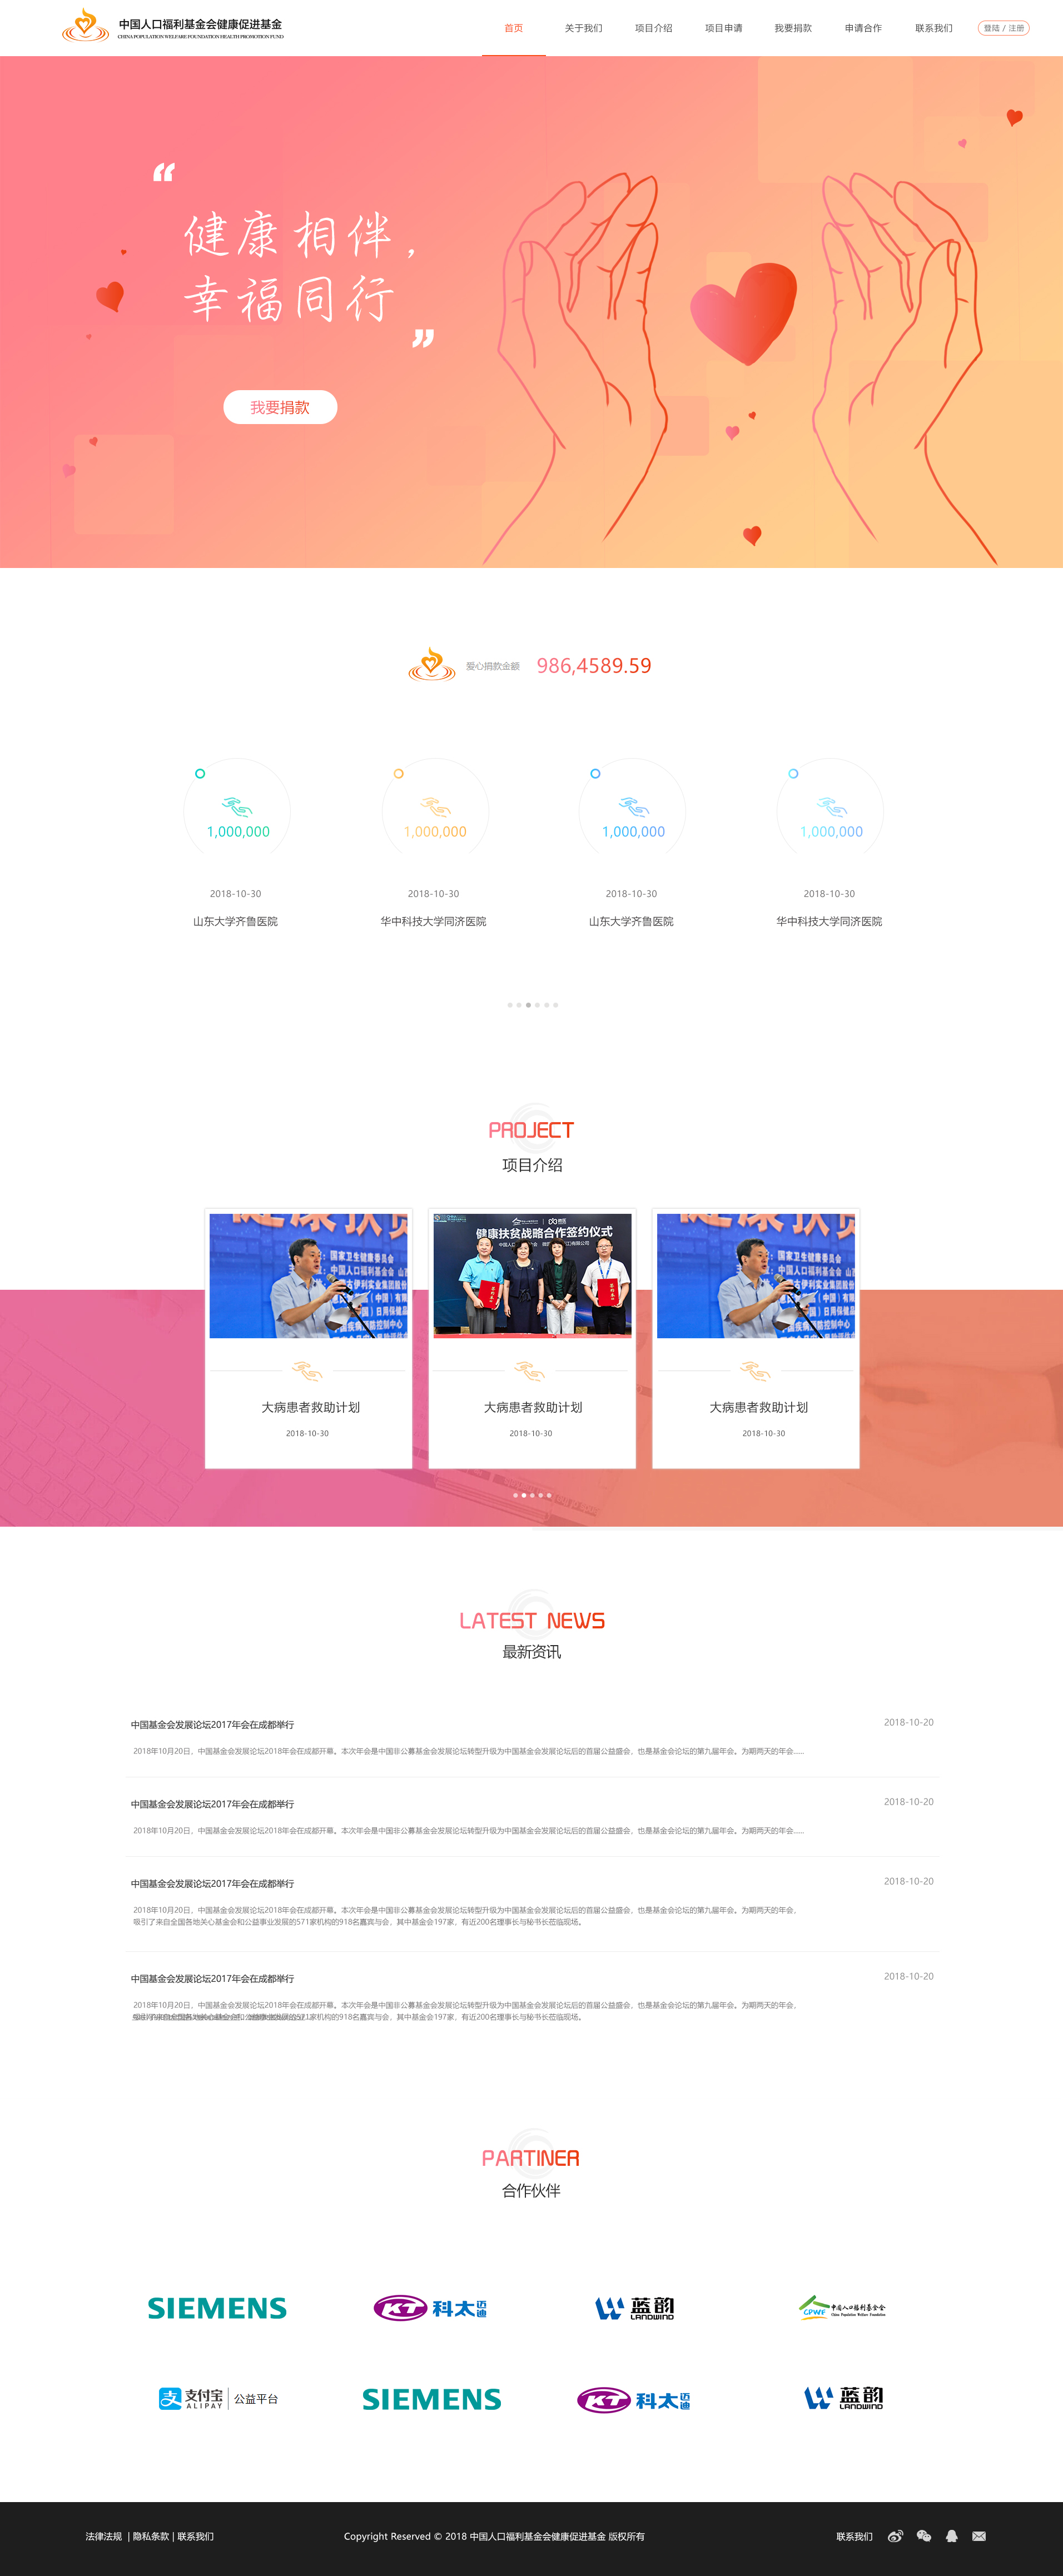 中国人口福利基金会健康促进基金
CHINA POPULATION WELFARE FOUNDATION HEALTH PROMOTION FUND
首页 关于我们 项目介绍 项目申请 我要捐款 申请合作 联系我们 登陆 / 注册
“
健康相伴，
幸福同行
”
我要捐款
爱心捐款金额 986,4589.59
1,000,000 1,000,000 1,000,000 1,000,000
2018-10-30 2018-10-30 2018-10-30 2018-10-30
山东大学齐鲁医院 华中科技大学同济医院 山东大学齐鲁医院 华中科技大学同济医院
PROJECT
项目介绍
健康扶贫战略合作签约仪式
国家卫生健康委员会
中国人口福利基金会
大病患者救助计划 大病患者救助计划 大病患者救助计划
2018-10-30 2018-10-30 2018-10-30
LATEST NEWS
最新资讯
中国基金会发展论坛2017年会在成都举行 2018-10-20
2018年10月20日，中国基金会发展论坛2018年会在成都开幕。本次年会是中国非公募基金会发展论坛转型升级为中国基金会发展论坛后的首届公益盛会，也是基金会论坛的第九届年会。为期两天的年会......
中国基金会发展论坛2017年会在成都举行 2018-10-20
2018年10月20日，中国基金会发展论坛2018年会在成都开幕。本次年会是中国非公募基金会发展论坛转型升级为中国基金会发展论坛后的首届公益盛会，也是基金会论坛的第九届年会。为期两天的年会......
中国基金会发展论坛2017年会在成都举行 2018-10-20
2018年10月20日，中国基金会发展论坛2018年会在成都开幕。本次年会是中国非公募基金会发展论坛转型升级为中国基金会发展论坛后的首届公益盛会，也是基金会论坛的第九届年会。为期两天的年会，
吸引了来自全国各地关心基金会和公益事业发展的571家机构的918名嘉宾与会，其中基金会197家，有近200名理事长与秘书长莅临现场。
中国基金会发展论坛2017年会在成都举行 2018-10-20
2018年10月20日，中国基金会发展论坛2018年会在成都开幕。本次年会是中国非公募基金会发展论坛转型升级为中国基金会发展论坛后的首届公益盛会，也是基金会论坛的第九届年会。为期两天的年会，
吸引了来自全国各地关心基金会和公益事业发展的571家机构的918名嘉宾与会，其中基金会197家，有近200名理事长与秘书长莅临现场。
PARTINER
合作伙伴
SIEMENS KT 科太迈迪 蓝韵 LANDWIND CPWF 中国人口福利基金会 China Population Welfare Foundation
支 支付宝 ALIPAY 公益平台 SIEMENS KT 科太迈迪 蓝韵 LANDWIND
法律法规 | 隐私条款 | 联系我们 Copyright Reserved © 2018 中国人口福利基金会健康促进基金 版权所有 联系我们